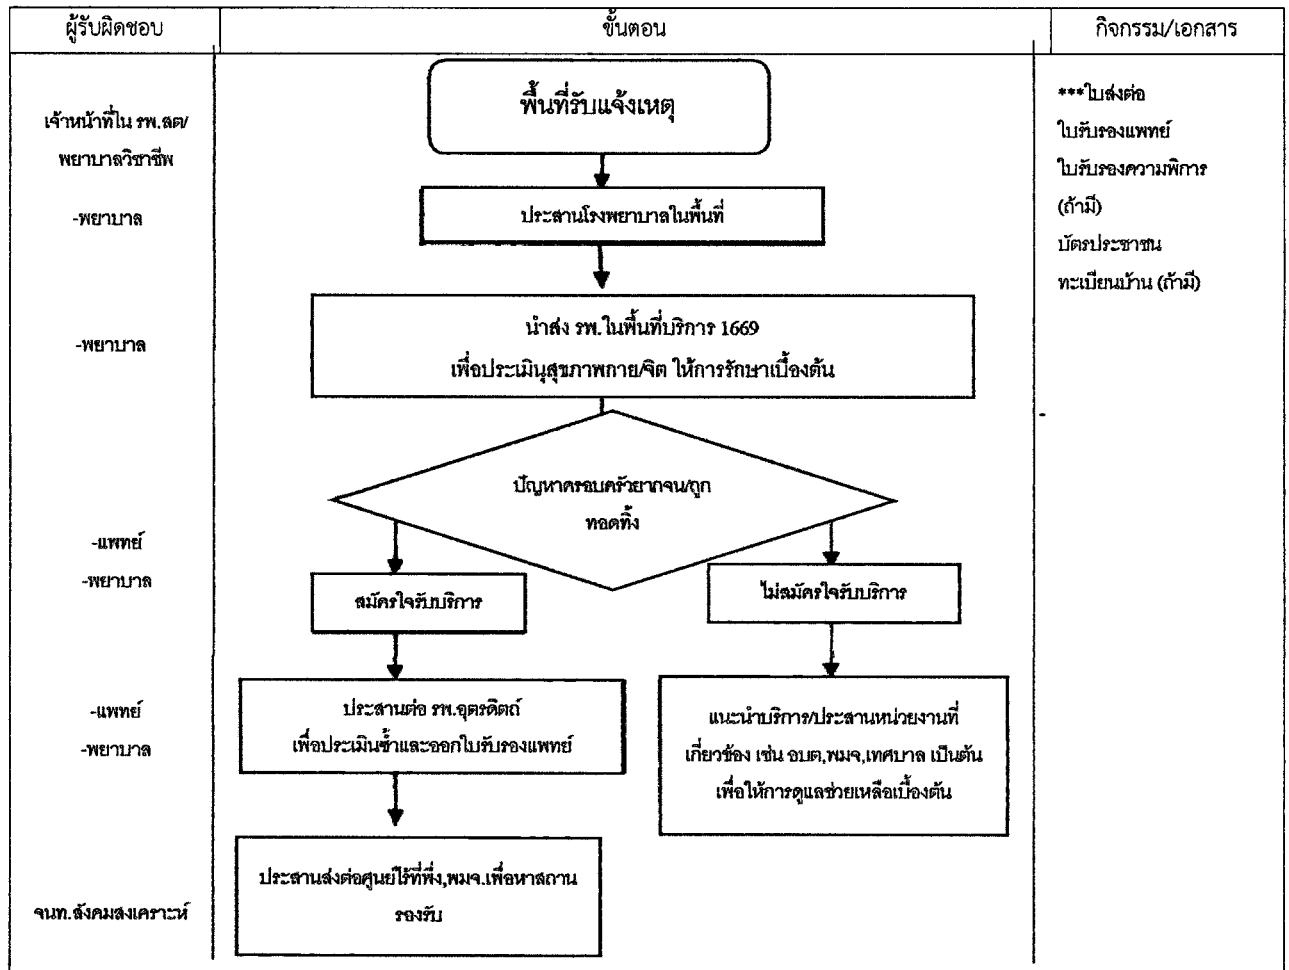 ผู้รับผิดชอบ
ขั้นตอน
กิจกรรม/เอกสาร
เจ้าหน้าที่ใน รพ.สต/
พยาบาลวิชาชีพ
-พยาบาล
-พยาบาล
-แพทย์
-พยาบาล
-แพทย์
-พยาบาล
จนท.สังคมสงเคราะห์
พื้นที่รับแจ้งเหตุ
ประสานโรงพยาบาลในพื้นที่
นำส่ง รพ.ในพื้นที่บริการ 1669
เพื่อประเมินสุขภาพกาย/จิต ให้การรักษาเบื้องต้น
ปัญหาครอบครัวยากจน/ถูก
ทอดทิ้ง
สมัครใจรับบริการ
ไม่สมัครใจรับบริการ
ประสานต่อ รพ.อุตรดิตถ์
เพื่อประเมินซ้ำและออกใบรับรองแพทย์
แนะนำบริการ/ประสานหน่วยงานที่
เกี่ยวข้อง เช่น อบต,พมจ,เทศบาล เป็นต้น
เพื่อให้การดูแลช่วยเหลือเบื้องต้น
ประสานส่งต่อศูนย์ไร้ที่พึ่ง,พมจ.เพื่อหาสถาน
รองรับ
***ใบส่งต่อ
ใบรับรองแพทย์
ใบรับรองความพิการ
(ถ้ามี)
บัตรประชาชน
ทะเบียนบ้าน (ถ้ามี)